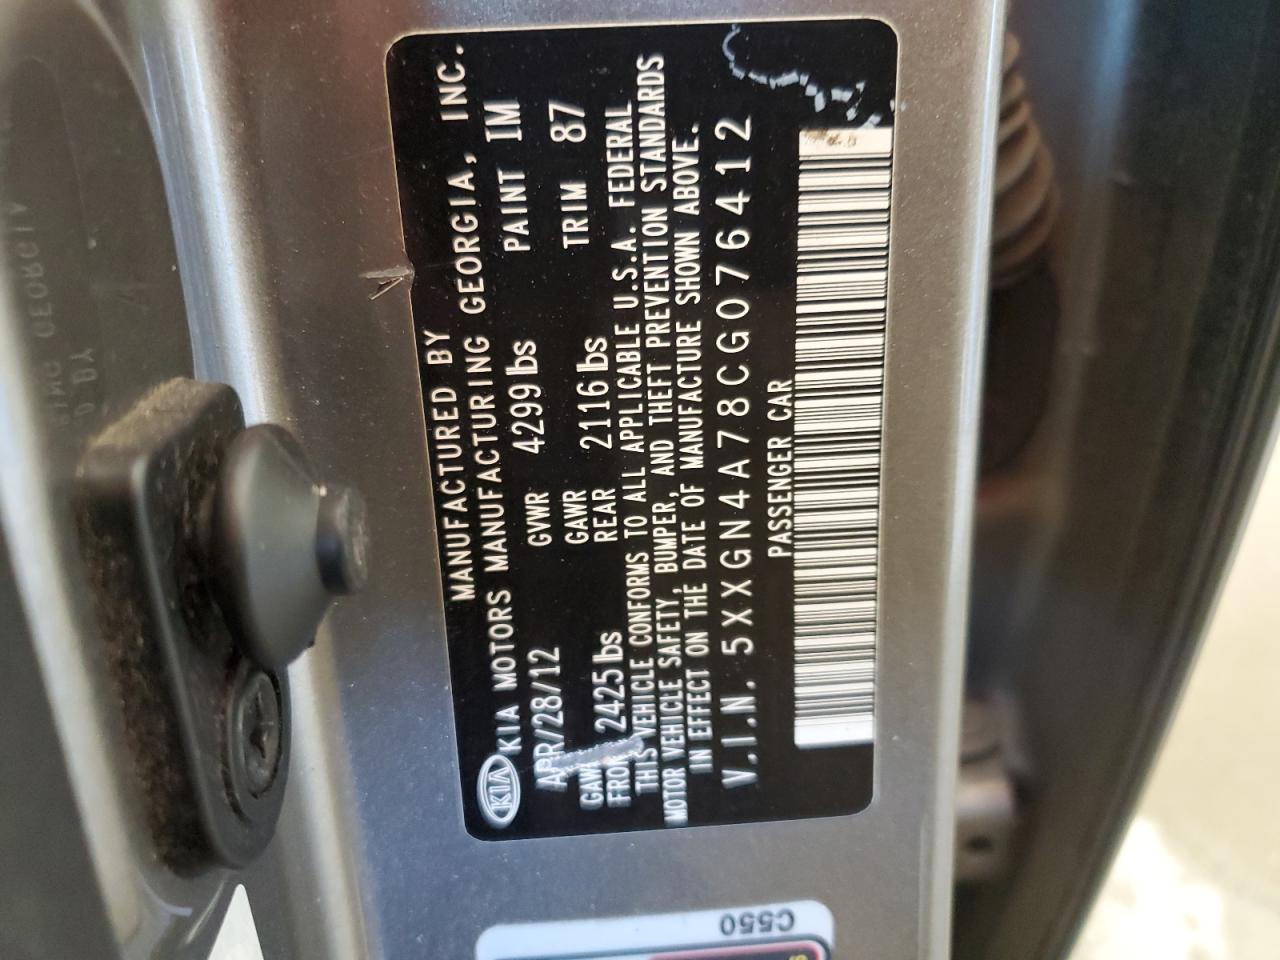 MANUFACTURED BY
KIA KIA MOTORS MANUFACTURING GEORGIA, INC.
APR/28/12 GVWR 4299 lbs PAINT IM
GAWR FRONT 2425 lbs GAWR REAR 2116 lbs TRIM 87
THIS VEHICLE CONFORMS TO ALL APPLICABLE U.S.A. FEDERAL
MOTOR VEHICLE SAFETY, BUMPER, AND THEFT PREVENTION STANDARDS
IN EFFECT ON THE DATE OF MANUFACTURE SHOWN ABOVE.
V.I.N. 5XXGN4A78CG076412
PASSENGER CAR
C550